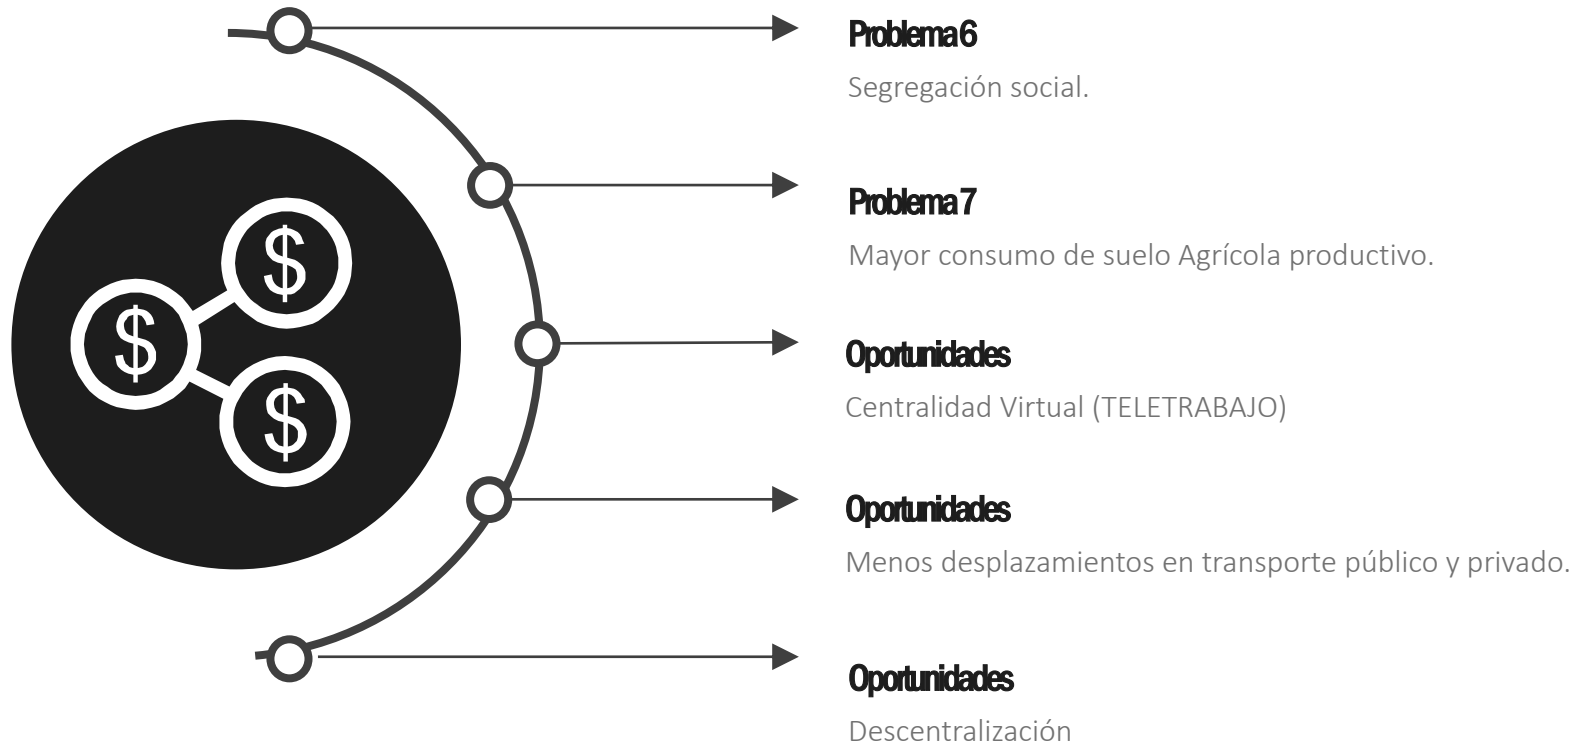 Problema 6
Segregación social.
Problema 7
Mayor consumo de suelo Agrícola productivo.
$
$
$
Oportunidades
Centralidad Virtual (TELETRABAJO)
Oportunidades
Menos desplazamientos en transporte público y privado.
Oportunidades
Descentralización